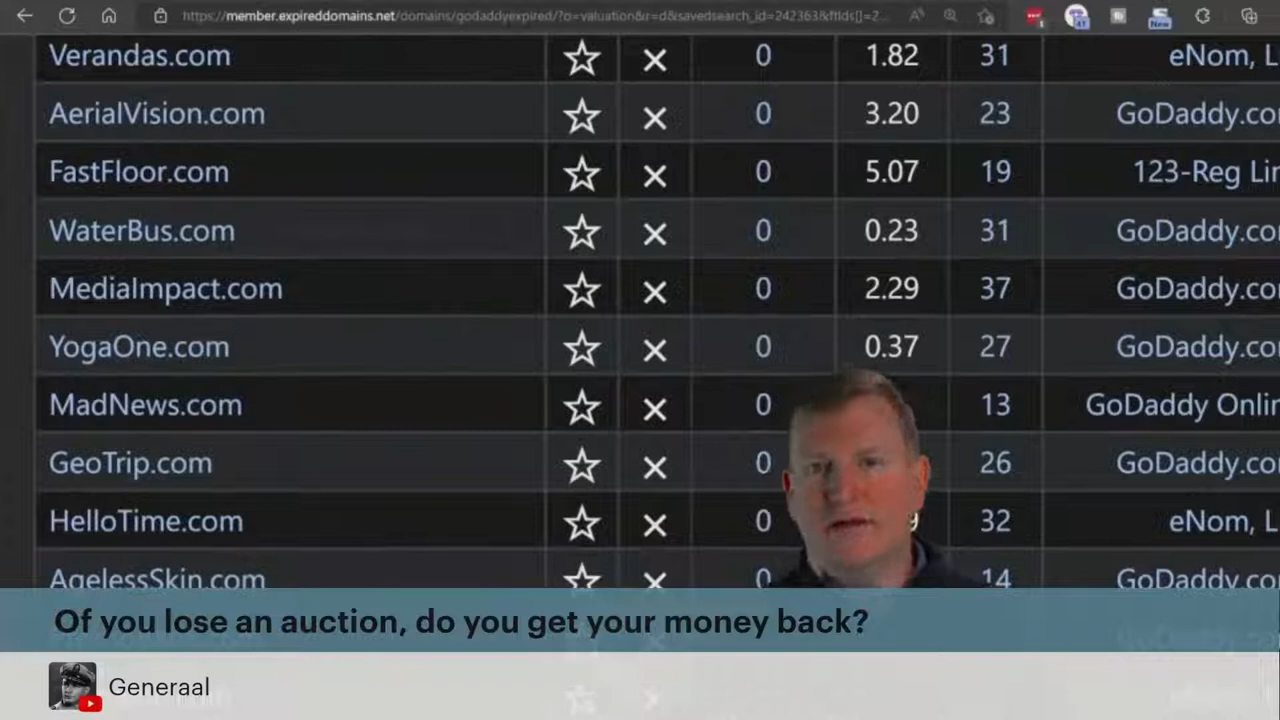 https://member.expireddomains.net/domains/godaddyexpired/?o=valuation&r=d&savedsearch_id=242363&ftlds[]=2...
Verandas.com 0 1.82 31 eNom, L
AerialVision.com 0 3.20 23 GoDaddy.co
FastFloor.com 0 5.07 19 123-Reg Li
WaterBus.com 0 0.23 31 GoDaddy.co
MediaImpact.com 0 2.29 37 GoDaddy.co
YogaOne.com 0 0.37 27 GoDaddy.co
MadNews.com 0 13 GoDaddy Onlin
GeoTrip.com 0 26 GoDaddy.co
HelloTime.com 0 9 32 eNom, L
AgelessSkin.com 0 14 GoDaddy.co
Of you lose an auction, do you get your money back?
Generaal